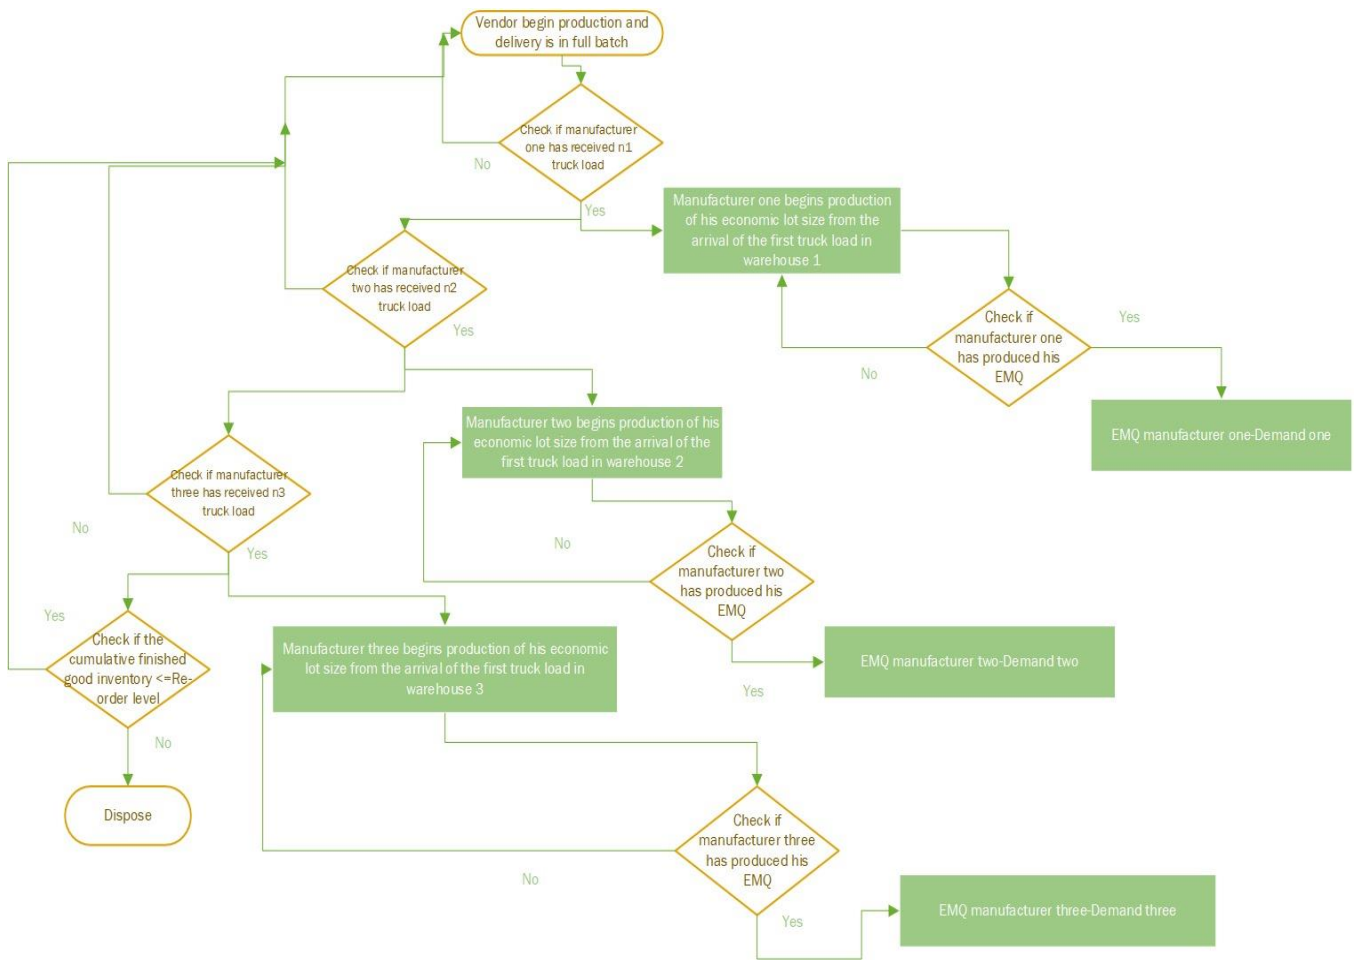 Vendor begin production and
delivery is in full batch
Check if manufacturer
one has received n1
truck load
No
Yes
Manufacturer one begins production
of his economic lot size from the
arrival of the first truck load in
warehouse 1
Check if manufacturer
two has received n2
truck load
Yes
Check if
manufacturer one
has produced his
EMQ
Yes
No
EMQ manufacturer one-Demand one
Manufacturer two begins production of his
economic lot size from the arrival of the
first truck load in warehouse 2
Check if manufacturer
three has received n3
truck load
No
Yes
No
Check if
manufacturer two
has produced his
EMQ
Yes
Check if the
cumulative finished
good inventory <=Re-
order level
Manufacturer three begins production of his economic
lot size from the arrival of the first truck load in
warehouse 3
EMQ manufacturer two-Demand two
Yes
No
Dispose
Check if
manufacturer three
has produced his
EMQ
No
Yes
EMQ manufacturer three-Demand three